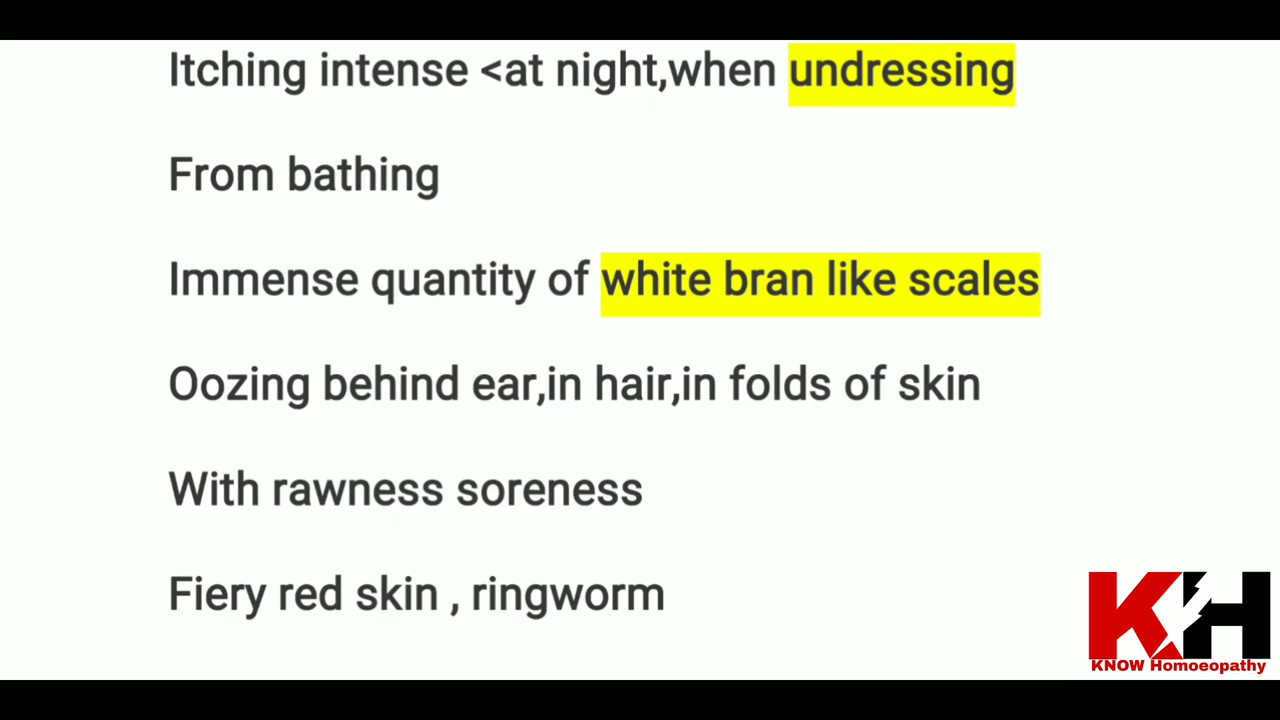 Itching intense <at night,when undressing
From bathing
Immense quantity of white bran like scales
Oozing behind ear,in hair,in folds of skin
With rawness soreness
Fiery red skin , ringworm
KH
KNOW Homoeopathy